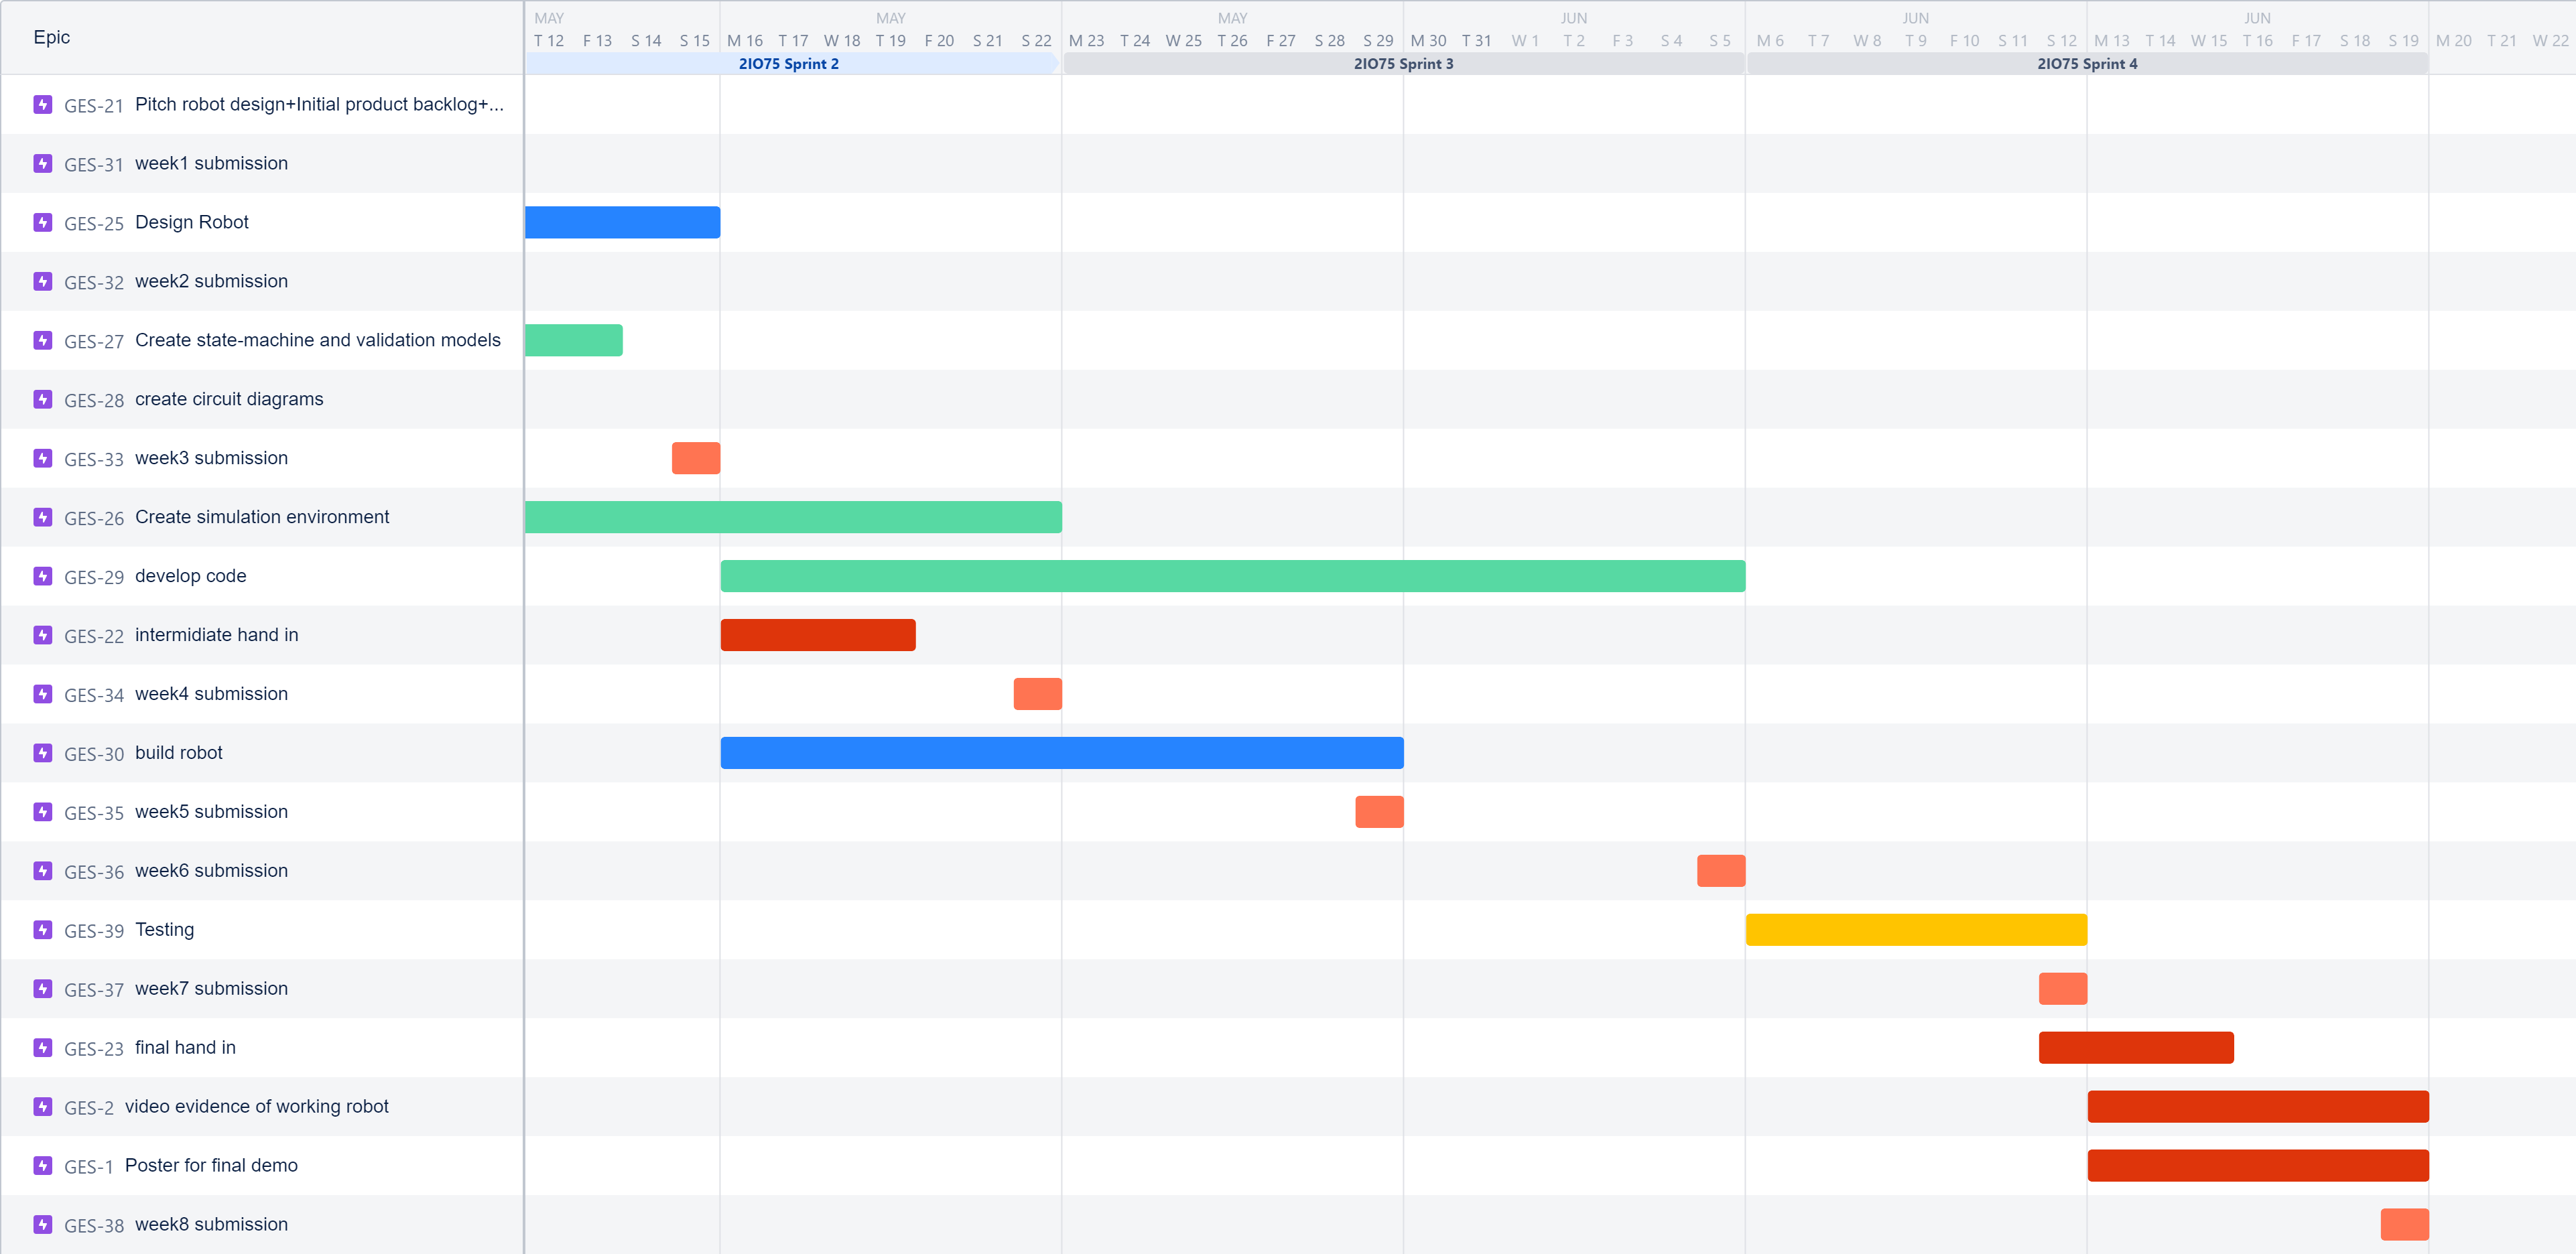 Epic
MAY MAY MAY JUN JUN JUN
T 12 F 13 S 14 S 15 M 16 T 17 W 18 T 19 F 20 S 21 S 22 M 23 T 24 W 25 T 26 F 27 S 28 S 29 M 30 T 31 W 1 T 2 F 3 S 4 S 5 M 6 T 7 W 8 T 9 F 10 S 11 S 12 M 13 T 14 W 15 T 16 F 17 S 18 S 19 M 20 T 21 W 22
2IO75 Sprint 2 2IO75 Sprint 3 2IO75 Sprint 4
GES-21 Pitch robot design+Initial product backlog+...
GES-31 week1 submission
GES-25 Design Robot
GES-32 week2 submission
GES-27 Create state-machine and validation models
GES-28 create circuit diagrams
GES-33 week3 submission
GES-26 Create simulation environment
GES-29 develop code
GES-22 intermidiate hand in
GES-34 week4 submission
GES-30 build robot
GES-35 week5 submission
GES-36 week6 submission
GES-39 Testing
GES-37 week7 submission
GES-23 final hand in
GES-2 video evidence of working robot
GES-1 Poster for final demo
GES-38 week8 submission